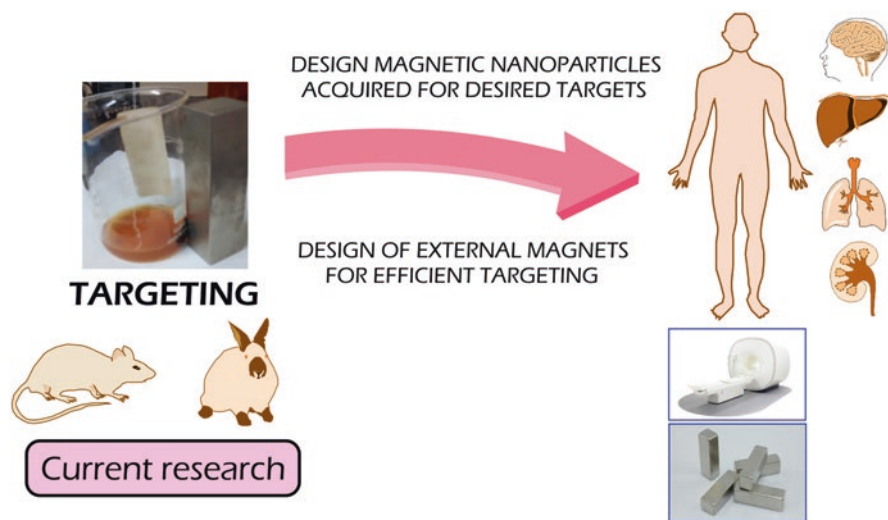 DESIGN MAGNETIC NANOPARTICLES
ACQUIRED FOR DESIRED TARGETS
DESIGN OF EXTERNAL MAGNETS
FOR EFFICIENT TARGETING
TARGETING
Current research